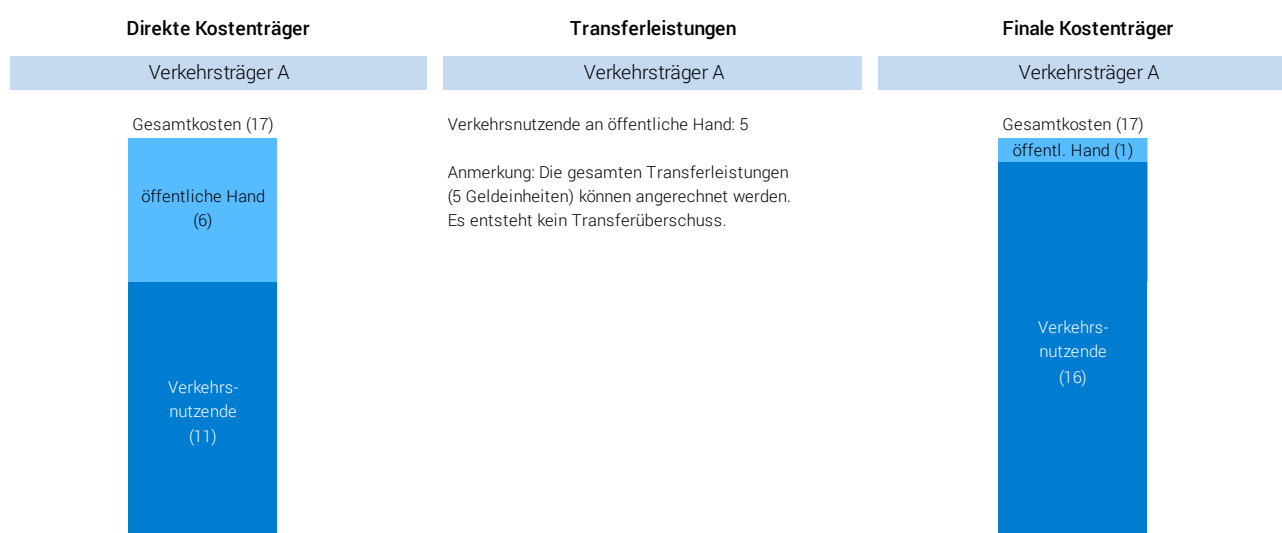 Direkte Kostenträger
Transferleistungen
Finale Kostenträger
Verkehrsträger A
Verkehrsträger A
Verkehrsträger A
Gesamtkosten (17)
öffentliche Hand
(6)
Verkehrs-
nutzende
(11)
Verkehrsnutzende an öffentliche Hand: 5
Anmerkung: Die gesamten Transferleistungen
(5 Geldeinheiten) können angerechnet werden.
Es entsteht kein Transferüberschuss.
Gesamtkosten (17)
öffentl. Hand (1)
Verkehrs-
nutzende
(16)